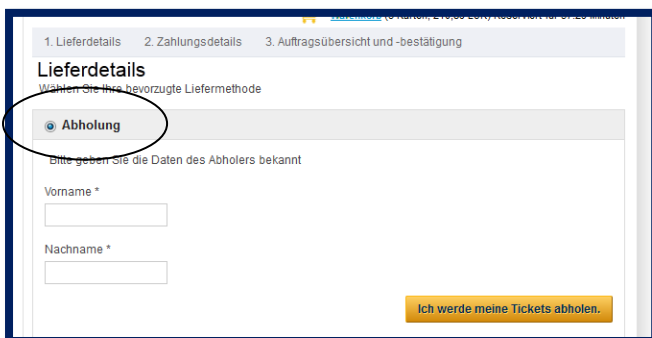 Warenkorb
1. Lieferdetails 2. Zahlungsdetails 3. Auftragsübersicht und -bestätigung
Lieferdetails
Wählen Sie Ihre bevorzugte Liefermethode
Abholung
Bitte geben Sie die Daten des Abholers bekannt
Vorname *
Nachname *
Ich werde meine Tickets abholen.